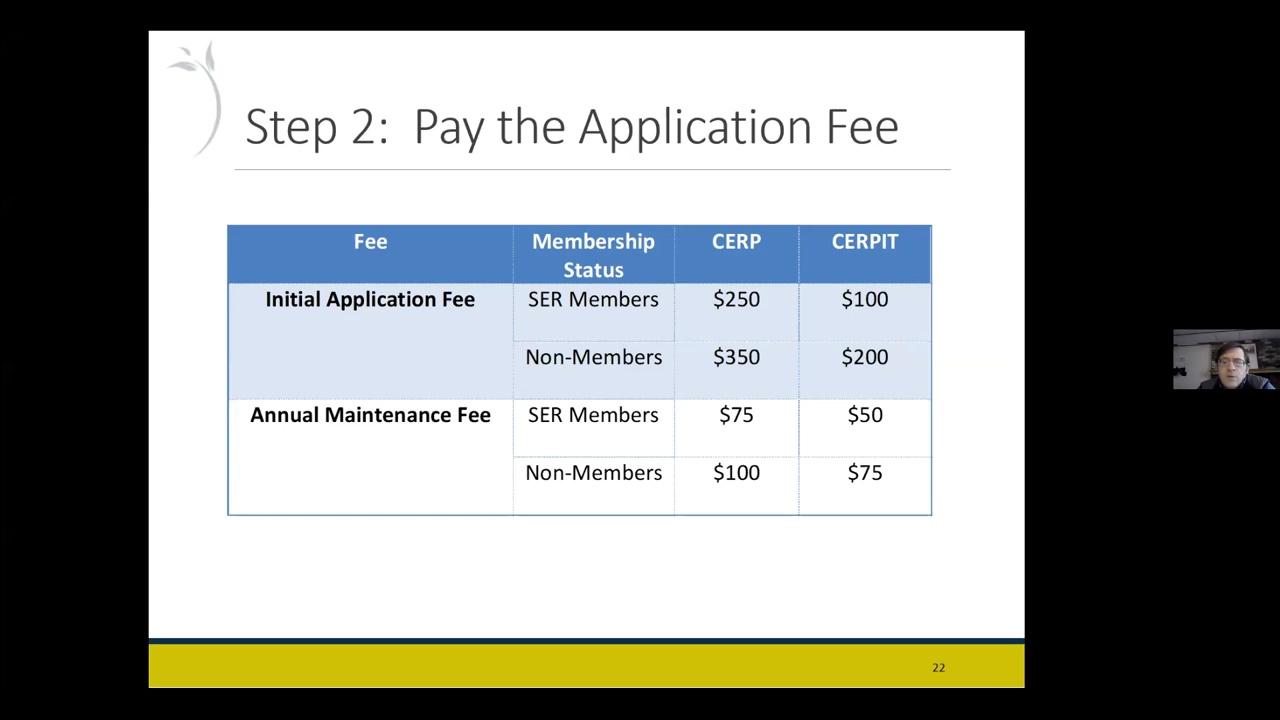 Step 2: Pay the Application Fee
Fee Membership Status CERP CERPIT
Initial Application Fee SER Members $250 $100
Non-Members $350 $200
Annual Maintenance Fee SER Members $75 $50
Non-Members $100 $75
22